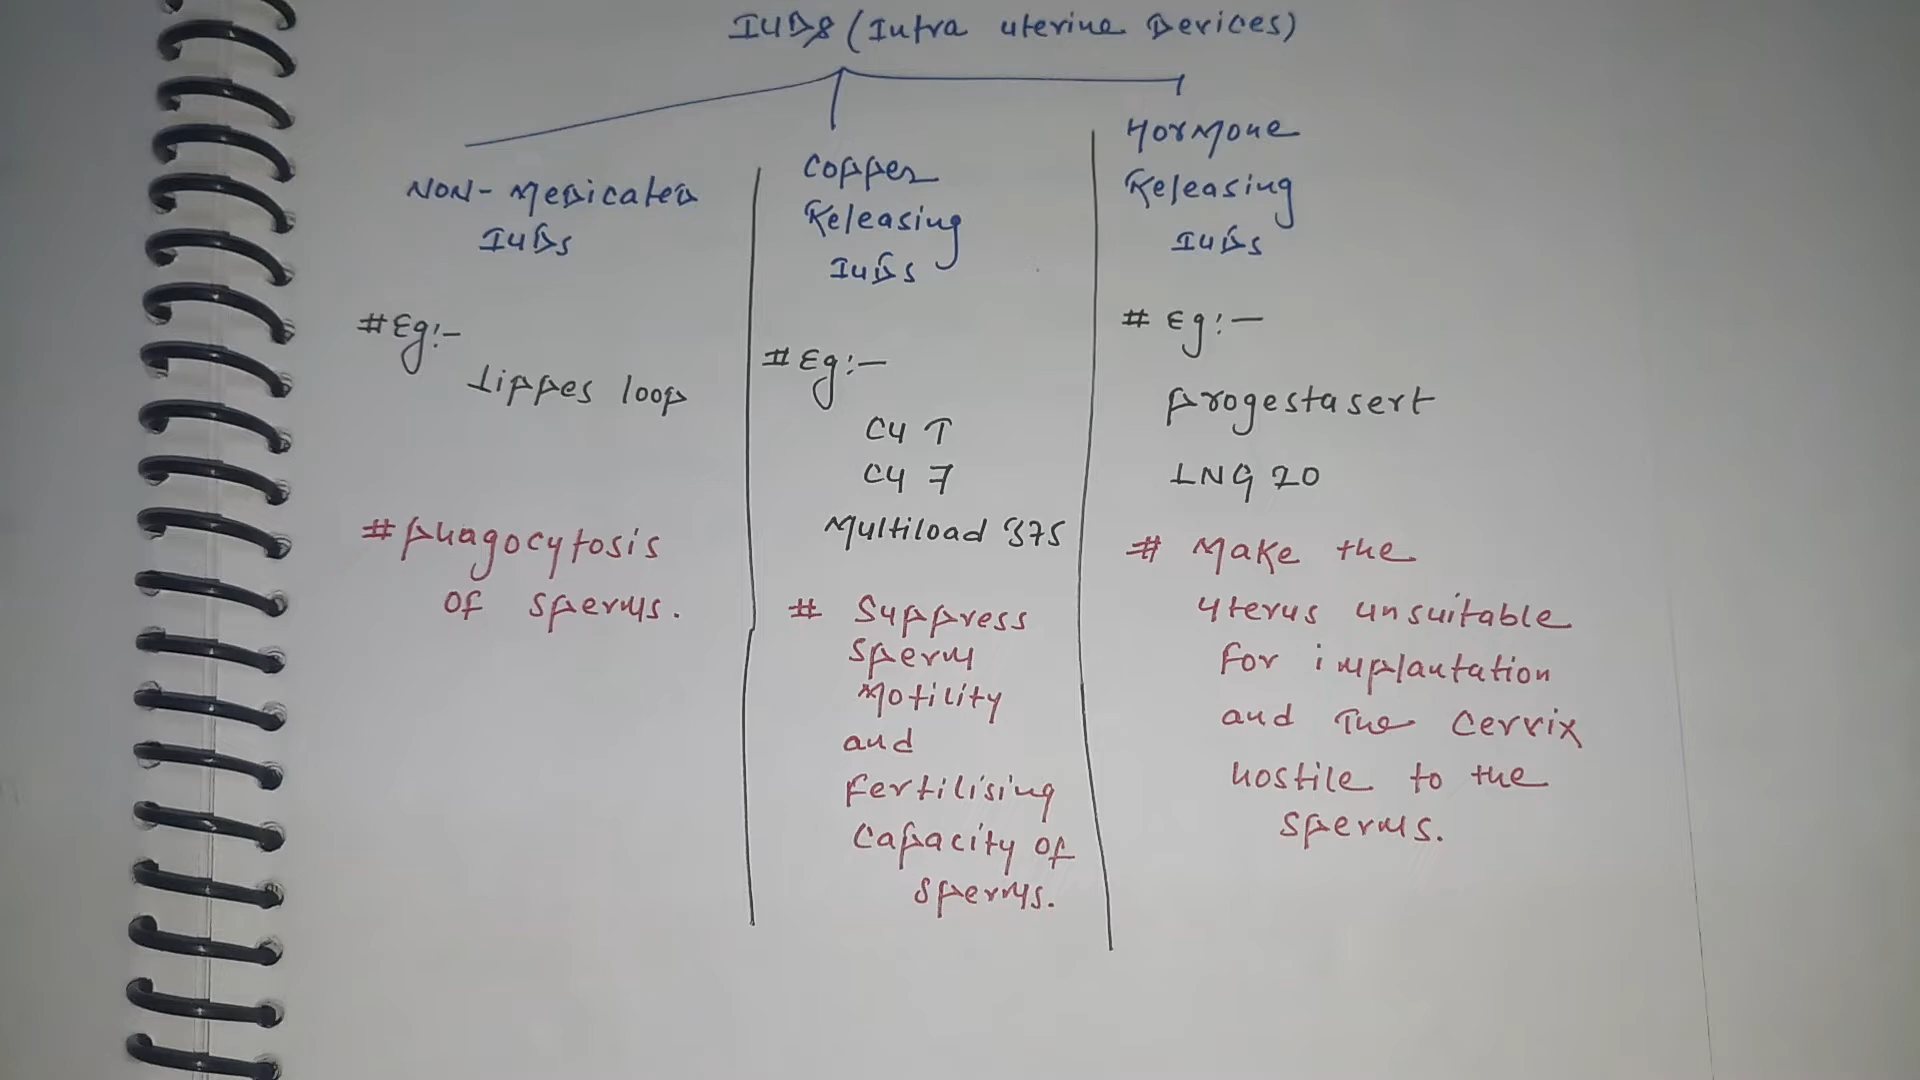 IUDs (Intra uterine Devices)
NON-Medicated
IUDs
#Eg:-
Lippes loop
#phagocytosis
of sperms.
Copper
Releasing
IUDs
#Eg:-
Cu T
Cu 7
Multiload 375
# Suppress
sperm
motility
and
fertilising
capacity of
sperms.
Hormone
Releasing
IUDs
# Eg:-
progestasert
LNG 20
# Make the
uterus unsuitable
for implantation
and the cervix
hostile to the
sperms.